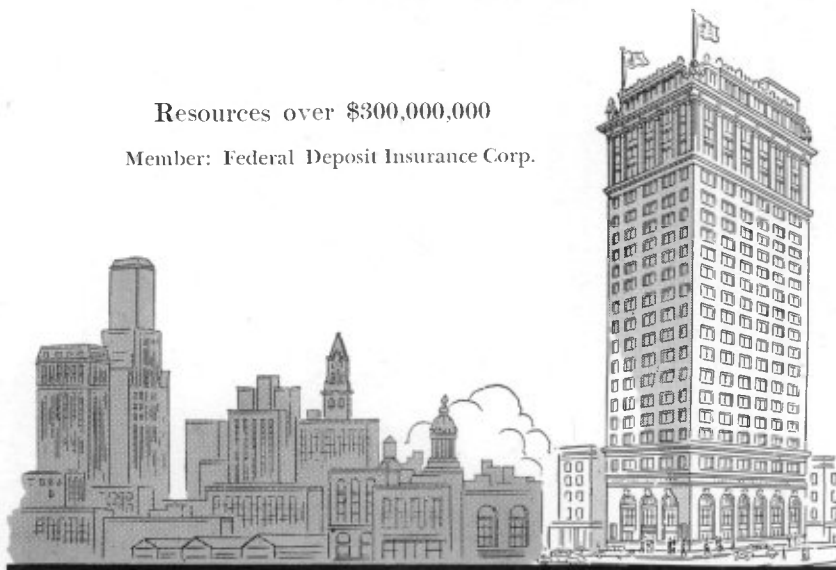 Resources over $300,000,000
Member: Federal Deposit Insurance Corp.